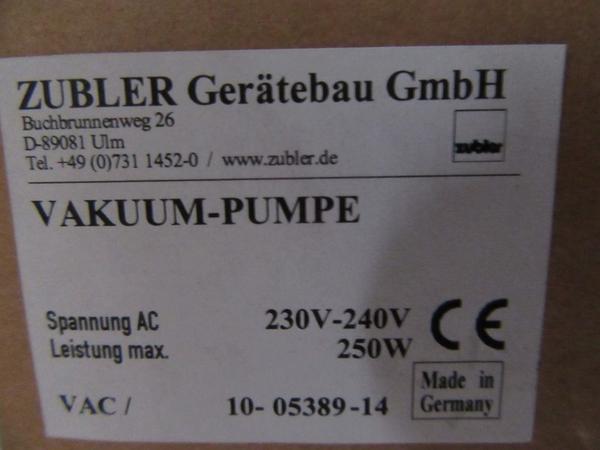 ZUBLER Gerätebau GmbH
Buchbrunnenweg 26
D-89081 Ulm
Tel. +49 (0)731 1452-0 / www.zubler.de
zubler
VAKUUM-PUMPE
Spannung AC 230V-240V
Leistung max. 250W
CE
VAC / 10- 05389-14
Made in
Germany